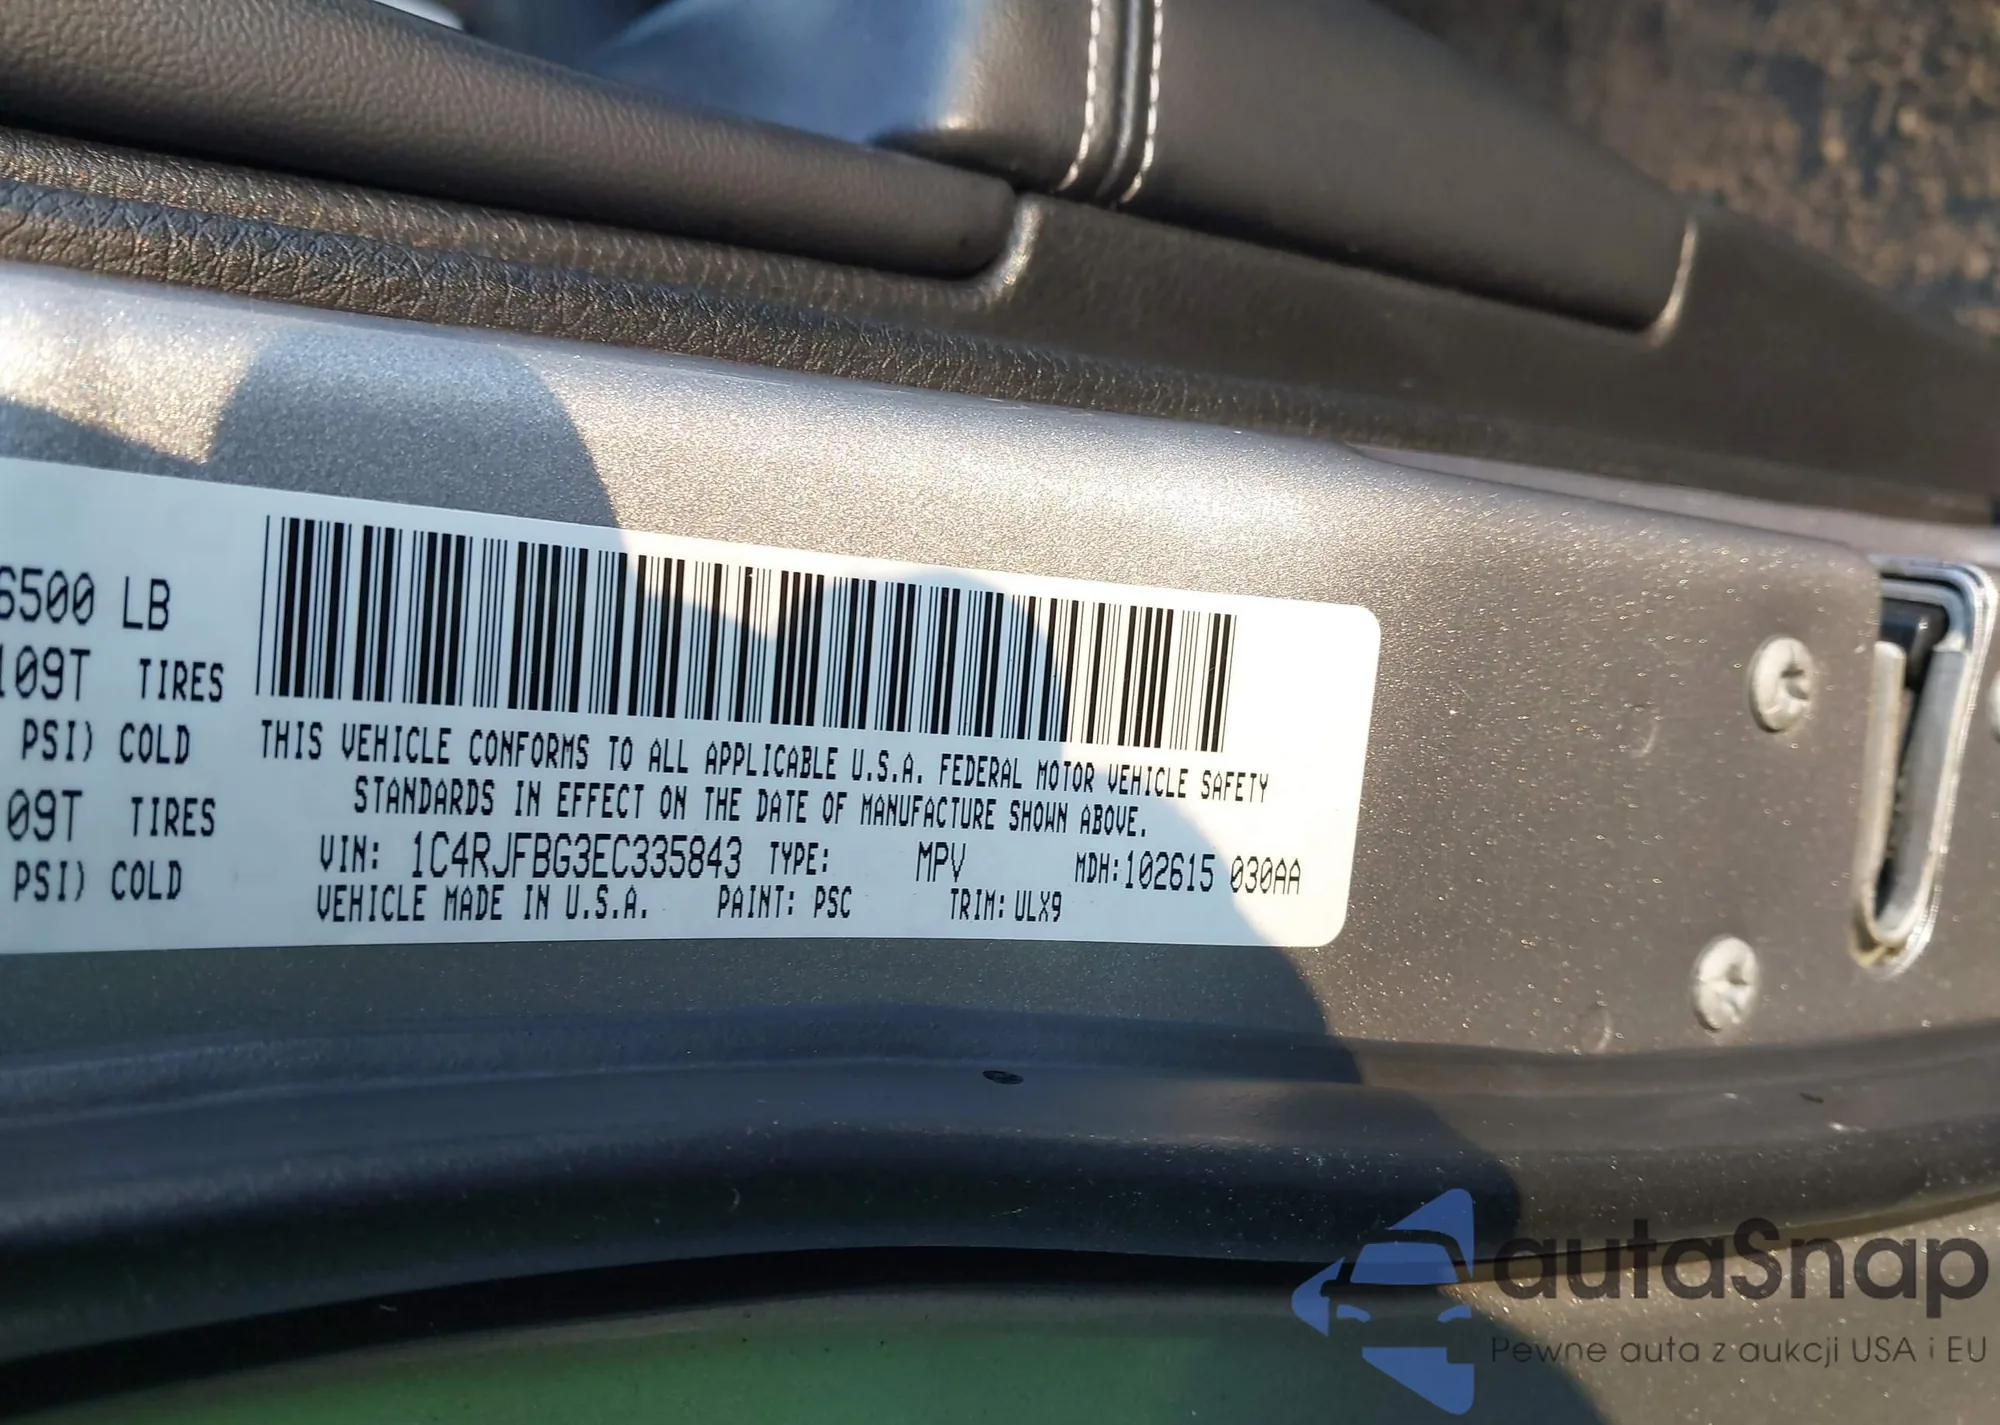 6500 LB
109T TIRES
PSI) COLD
09T TIRES
PSI) COLD
THIS VEHICLE CONFORMS TO ALL APPLICABLE U.S.A. FEDERAL MOTOR VEHICLE SAFETY
STANDARDS IN EFFECT ON THE DATE OF MANUFACTURE SHOWN ABOVE.
VIN: 1C4RJFBG3EC335843 TYPE: MPV MDH:102615 030AA
VEHICLE MADE IN U.S.A. PAINT: PSC TRIM: ULX9
autaSnap
Pewne auta z aukcji USA i EU